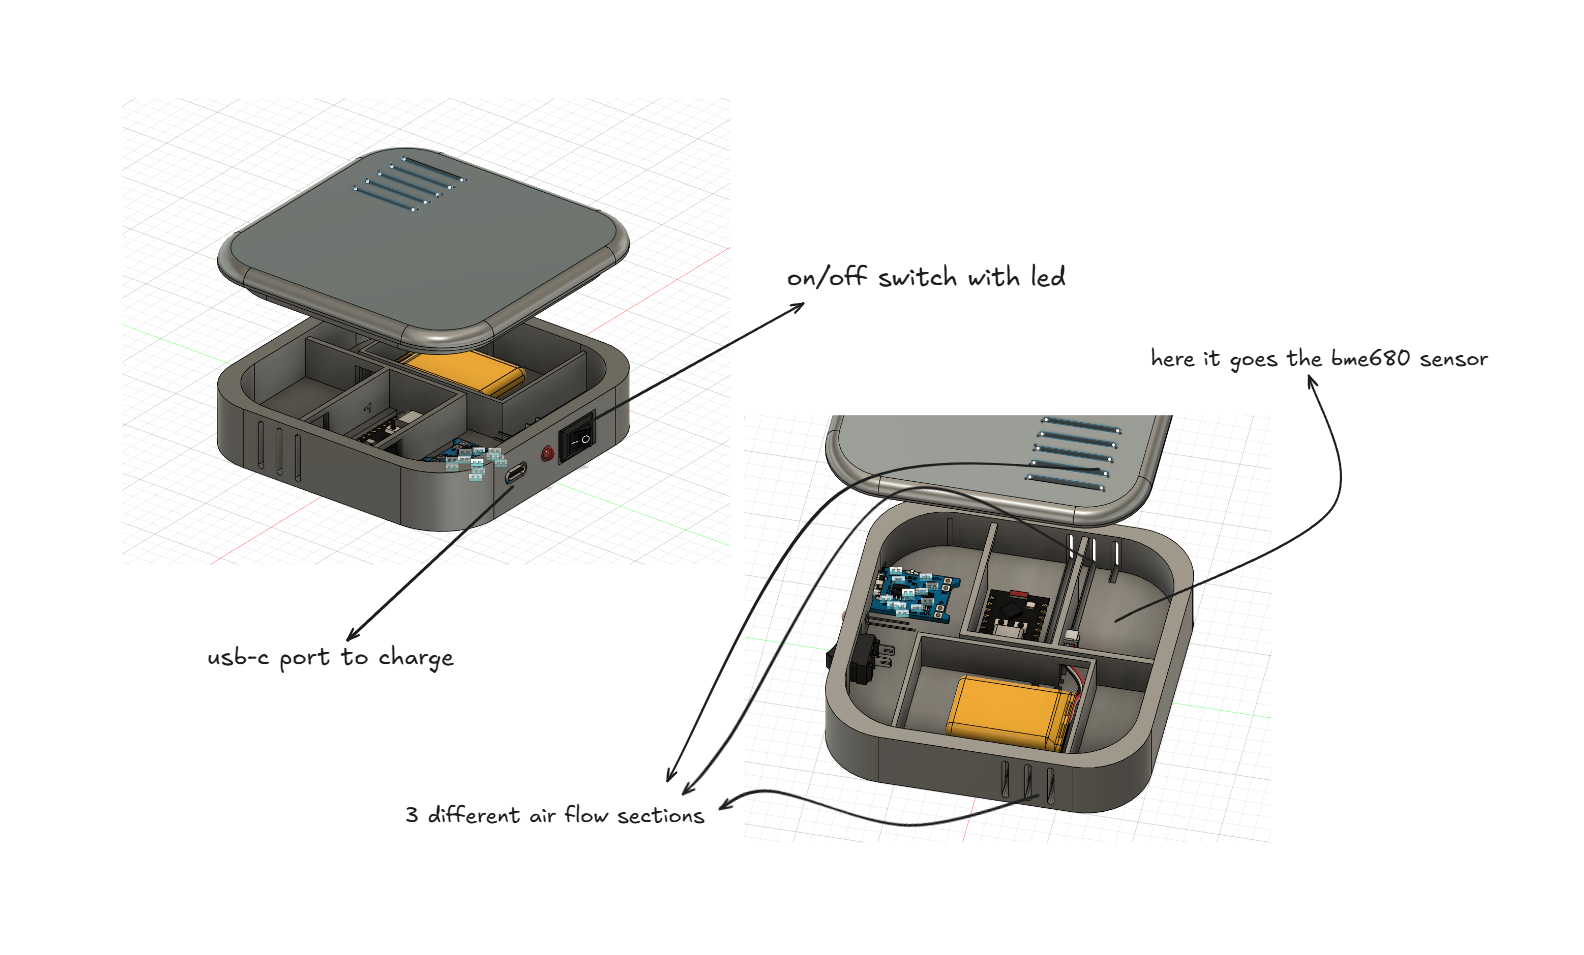 on/off switch with led
here it goes the bme680 sensor
usb-c port to charge
3 different air flow sections